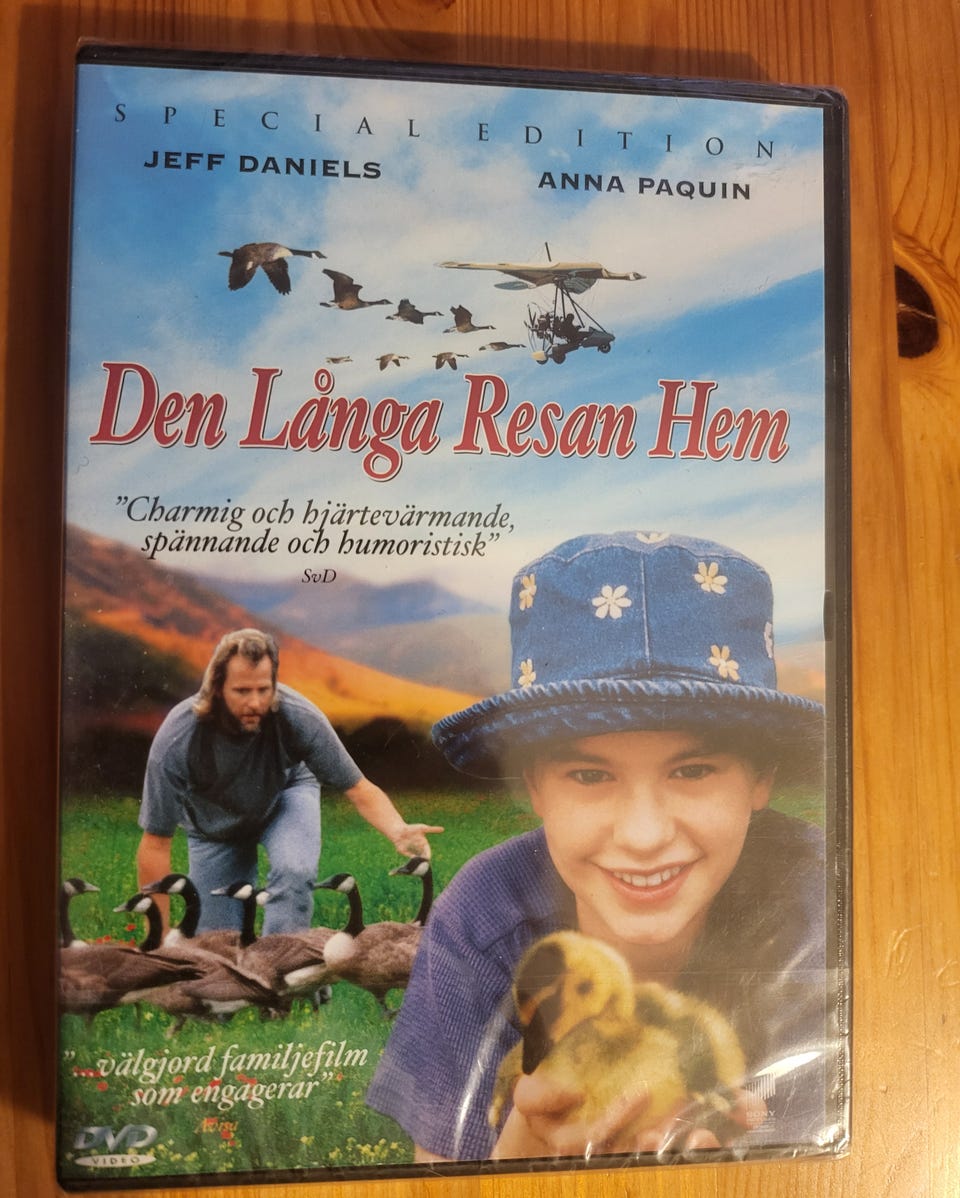 SPECIAL EDITION
JEFF DANIELS
ANNA PAQUIN
Den Långa Resan Hem
”Charmig och hjärtevärmande,
spännande och humoristisk”
SvD
”...välgjord familjefilm
som engagerar”
Avisa
DVD
VIDEO
SONY